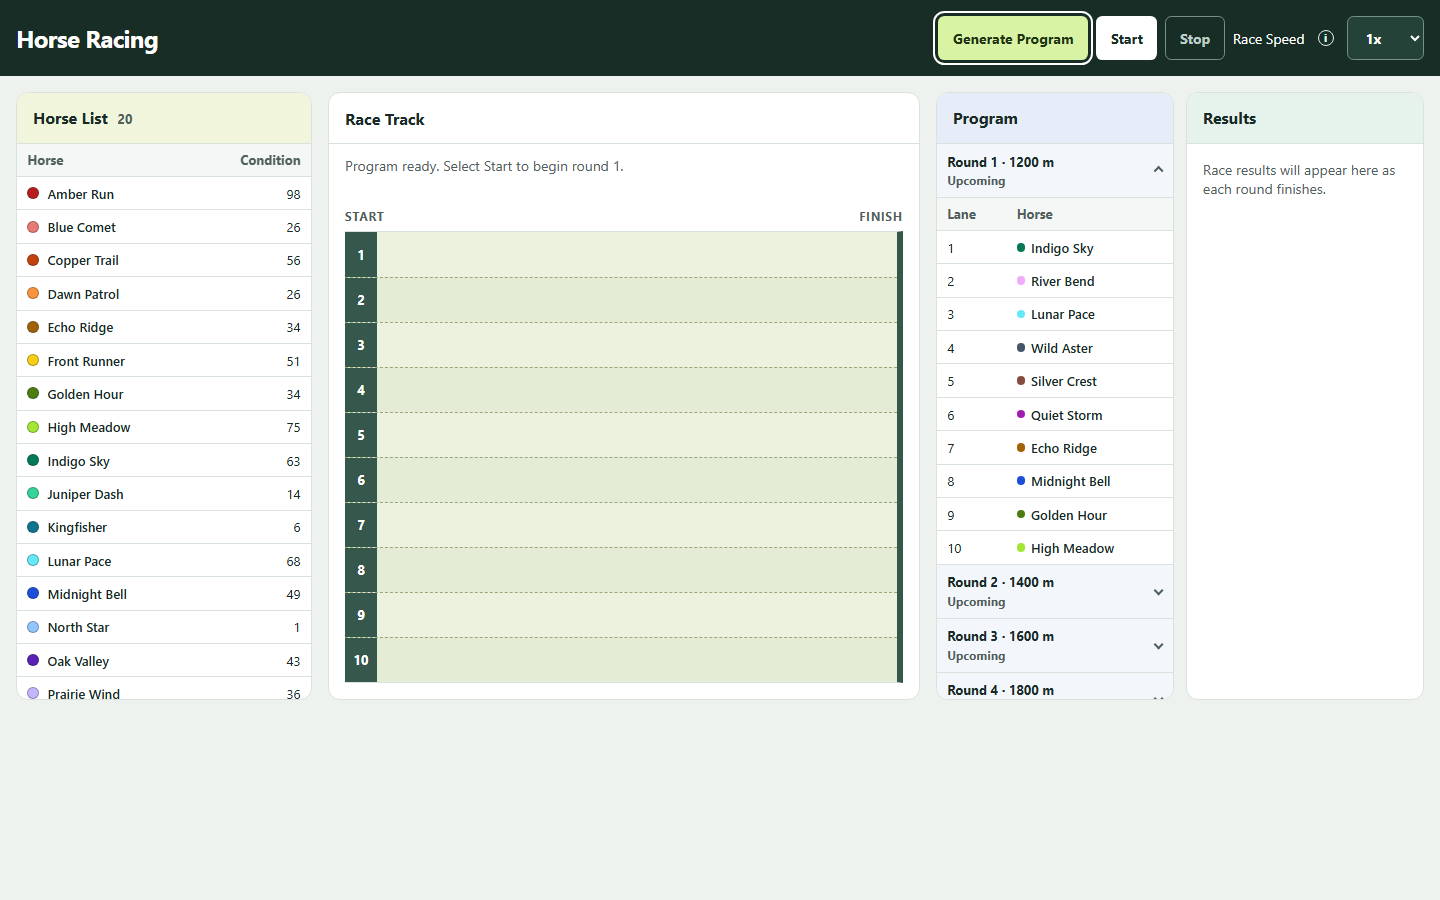 Horse Racing
Generate Program
Start
Stop
Race Speed
1x
Horse List 20
Horse Condition
Amber Run 98
Blue Comet 26
Copper Trail 56
Dawn Patrol 26
Echo Ridge 34
Front Runner 51
Golden Hour 34
High Meadow 75
Indigo Sky 63
Juniper Dash 14
Kingfisher 6
Lunar Pace 68
Midnight Bell 49
North Star 1
Oak Valley 43
Prairie Wind 36
Race Track
Program ready. Select Start to begin round 1.
START FINISH
1
2
3
4
5
6
7
8
9
10
Program
Round 1 · 1200 m
Upcoming
Lane Horse
1 Indigo Sky
2 River Bend
3 Lunar Pace
4 Wild Aster
5 Silver Crest
6 Quiet Storm
7 Echo Ridge
8 Midnight Bell
9 Golden Hour
10 High Meadow
Round 2 · 1400 m
Upcoming
Round 3 · 1600 m
Upcoming
Round 4 · 1800 m
Results
Race results will appear here as
each round finishes.